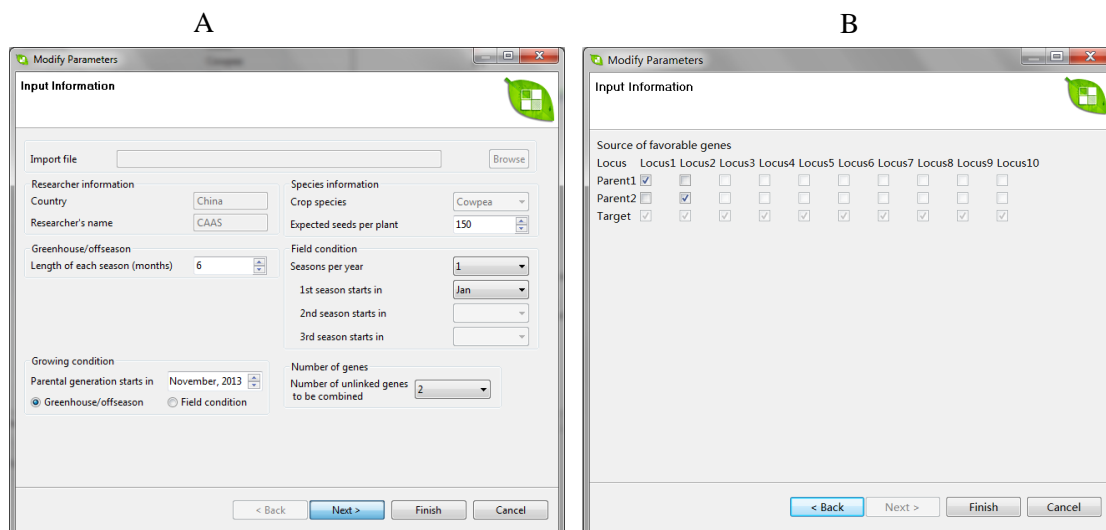 A
B
Modify Parameters
Input Information
Import file
Browse
Researcher information
Country China
Researcher's name CAAS
Species information
Crop species Cowpea
Expected seeds per plant 150
Greenhouse/offseason
Length of each season (months) 6
Field condition
Seasons per year 1
1st season starts in Jan
2nd season starts in
3rd season starts in
Growing condition
Parental generation starts in November, 2013
Greenhouse/offseason Field condition
Number of genes
Number of unlinked genes
to be combined 2
< Back Next > Finish Cancel
Modify Parameters
Input Information
Source of favorable genes
Locus Locus1 Locus2 Locus3 Locus4 Locus5 Locus6 Locus7 Locus8 Locus9 Locus10
Parent1
Parent2
Target
< Back Next > Finish Cancel